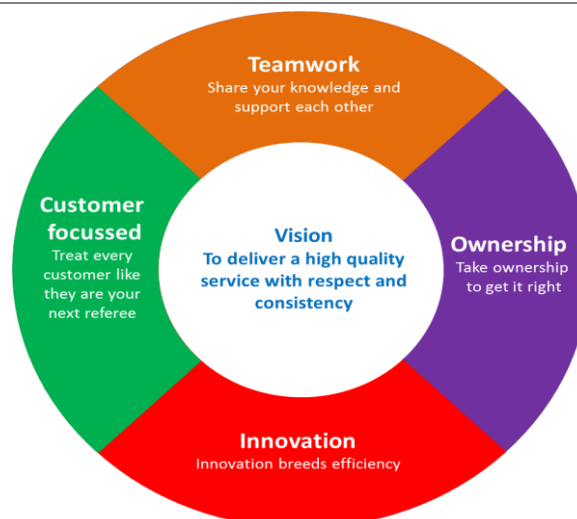 Teamwork
Share your knowledge and
support each other
Customer
focussed
Treat every
customer like
they are your
next referee
Vision
To deliver a high quality
service with respect and
consistency
Ownership
Take ownership
to get it right
Innovation
Innovation breeds efficiency